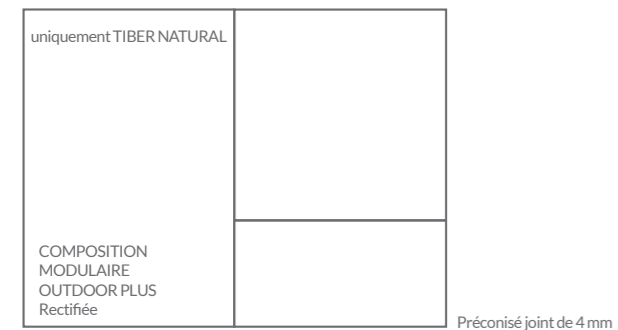 uniquement TIBER NATURAL
COMPOSITION
MODULAIRE
OUTDOOR PLUS
Rectifiée
Préconisé joint de 4 mm